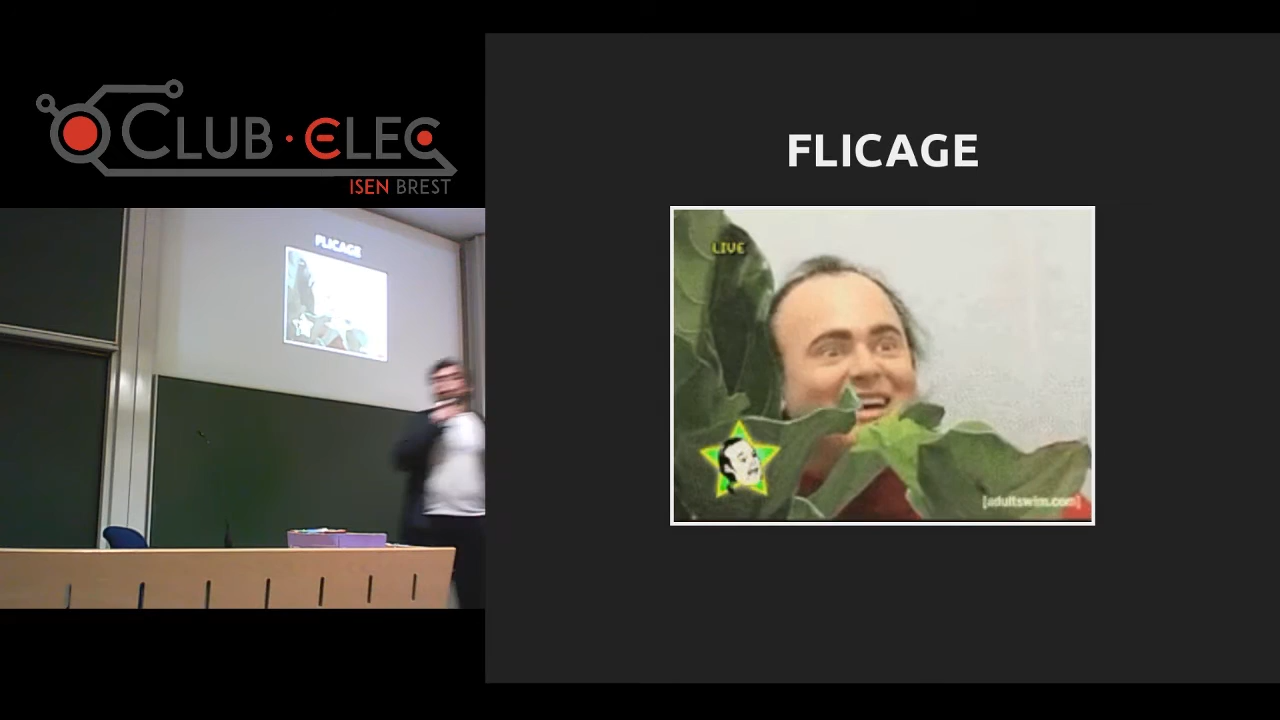 CLUB · ELEC
ISEN BREST
FLICAGE
FLICAGE
LIVE
[adultswim.com]